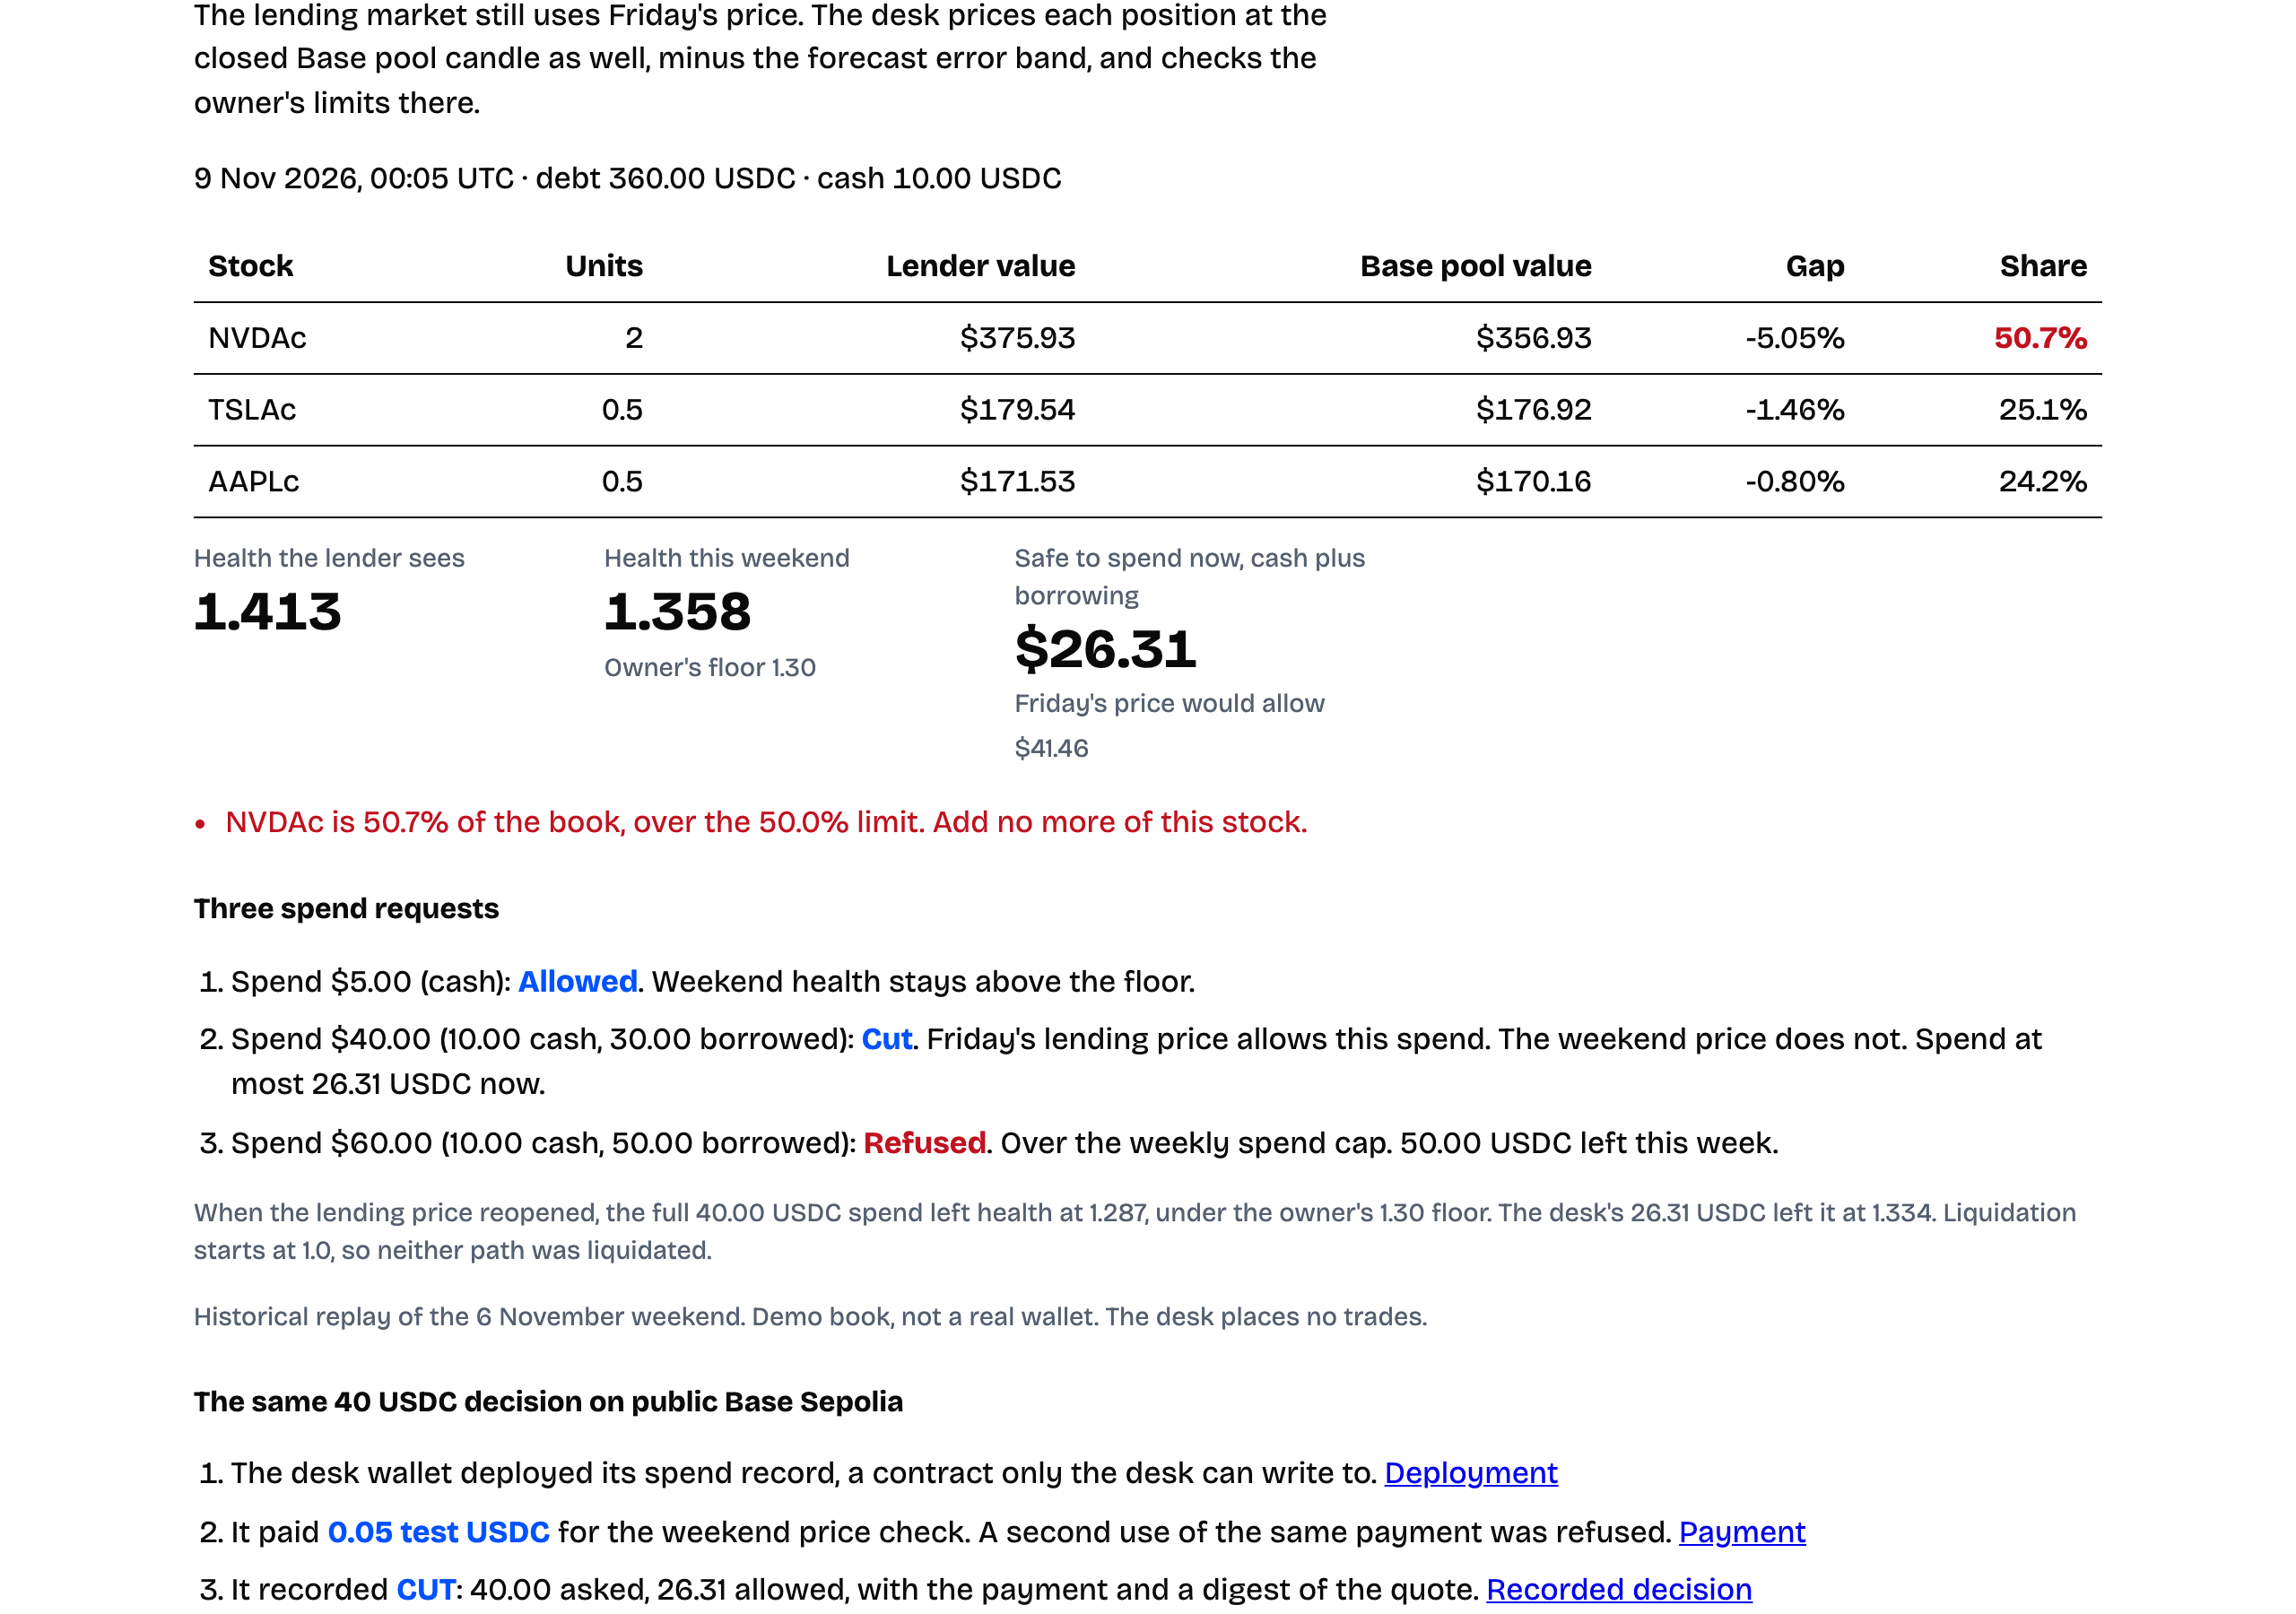 The lending market still uses Friday's price. The desk prices each position at the
closed Base pool candle as well, minus the forecast error band, and checks the
owner's limits there.
9 Nov 2026, 00:05 UTC · debt 360.00 USDC · cash 10.00 USDC
Stock Units Lender value Base pool value Gap Share
NVDAc 2 $375.93 $356.93 -5.05% 50.7%
TSLAc 0.5 $179.54 $176.92 -1.46% 25.1%
AAPLc 0.5 $171.53 $170.16 -0.80% 24.2%
Health the lender sees
1.413
Health this weekend
1.358
Owner's floor 1.30
Safe to spend now, cash plus
borrowing
$26.31
Friday's price would allow
$41.46
• NVDAc is 50.7% of the book, over the 50.0% limit. Add no more of this stock.
Three spend requests
1. Spend $5.00 (cash): Allowed. Weekend health stays above the floor.
2. Spend $40.00 (10.00 cash, 30.00 borrowed): Cut. Friday's lending price allows this spend. The weekend price does not. Spend at
most 26.31 USDC now.
3. Spend $60.00 (10.00 cash, 50.00 borrowed): Refused. Over the weekly spend cap. 50.00 USDC left this week.
When the lending price reopened, the full 40.00 USDC spend left health at 1.287, under the owner's 1.30 floor. The desk's 26.31 USDC left it at 1.334. Liquidation
starts at 1.0, so neither path was liquidated.
Historical replay of the 6 November weekend. Demo book, not a real wallet. The desk places no trades.
The same 40 USDC decision on public Base Sepolia
1. The desk wallet deployed its spend record, a contract only the desk can write to. Deployment
2. It paid 0.05 test USDC for the weekend price check. A second use of the same payment was refused. Payment
3. It recorded CUT: 40.00 asked, 26.31 allowed, with the payment and a digest of the quote. Recorded decision